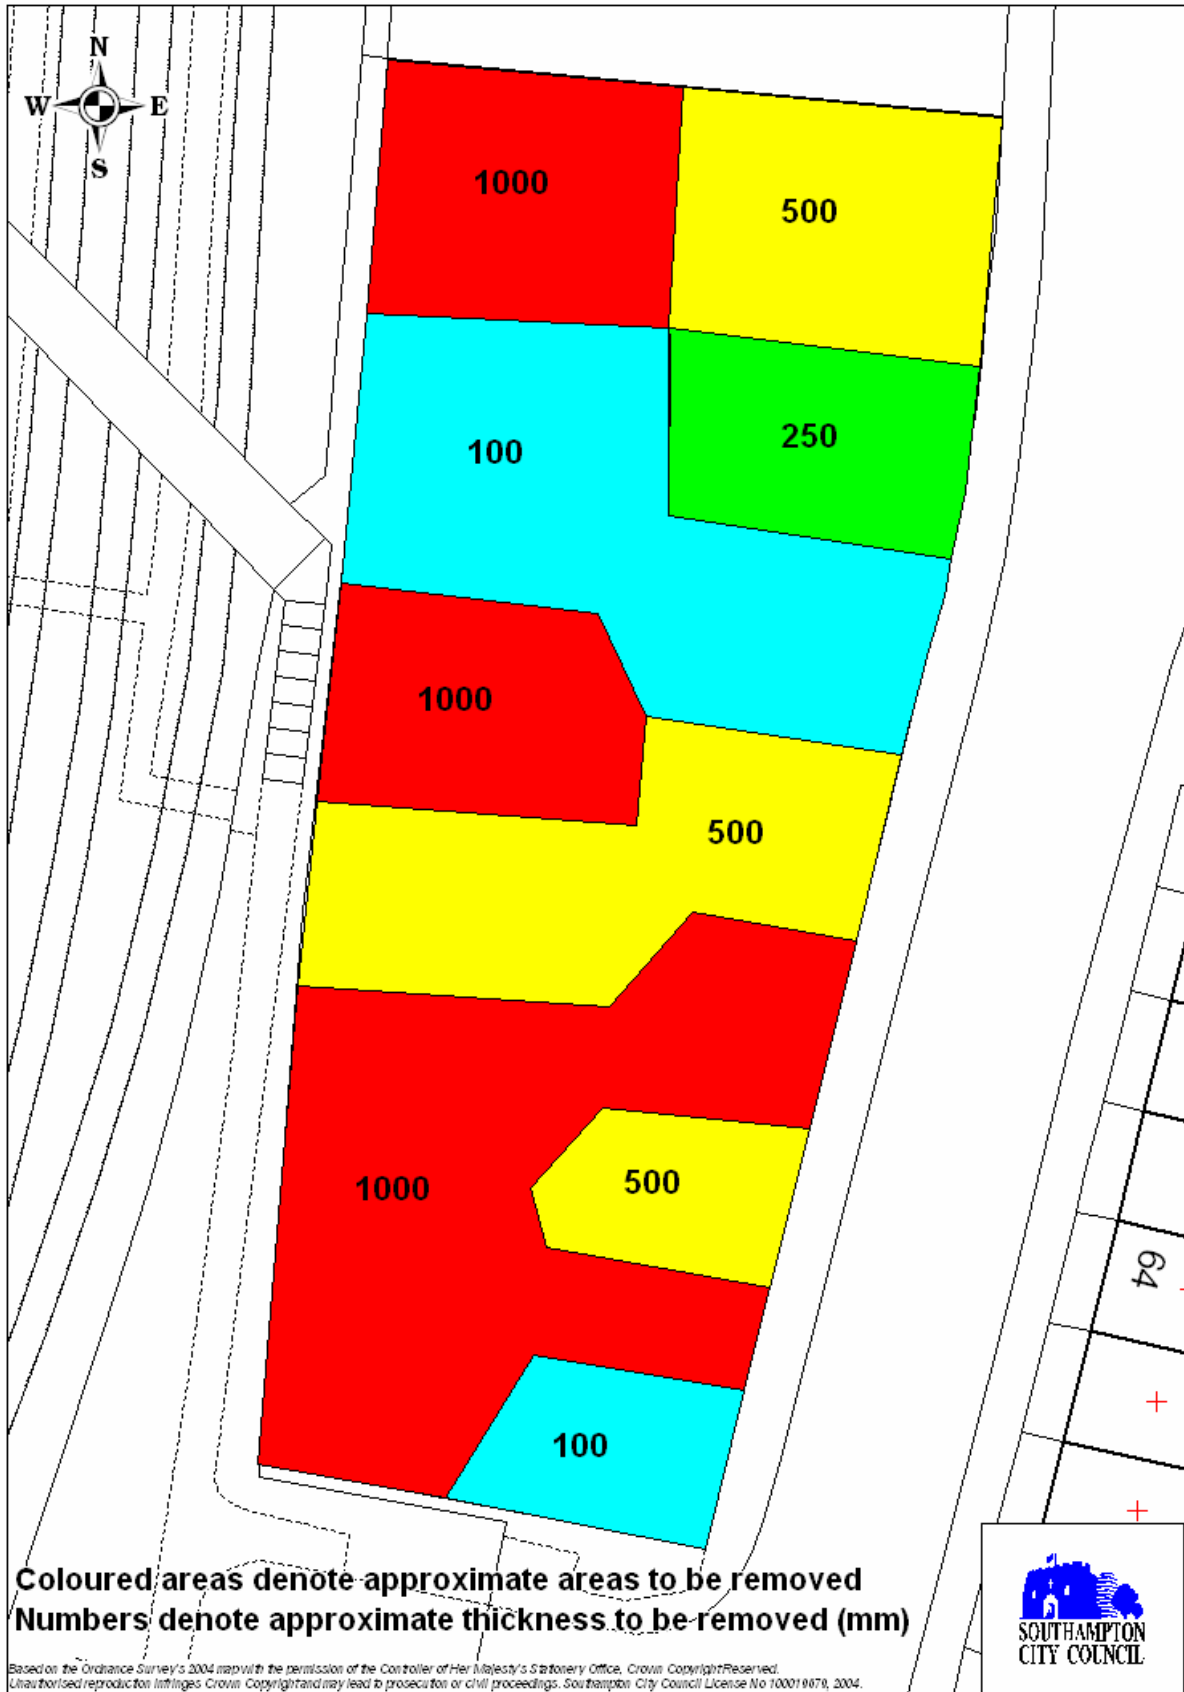 N
W E
S
1000
500
250
100
1000
500
1000
500
100
64
Coloured areas denote approximate areas to be removed
Numbers denote approximate thickness to be removed (mm)
SOUTHAMPTON
CITY COUNCIL
Based on the Ordnance Survey's 2004 map with the permission of the Controller of Her Majesty's Stationery Office, Crown Copyright Reserved.
Unauthorised reproduction infringes Crown Copyright and may lead to prosecution or civil proceedings. Southampton City Council License No 100019679, 2004.